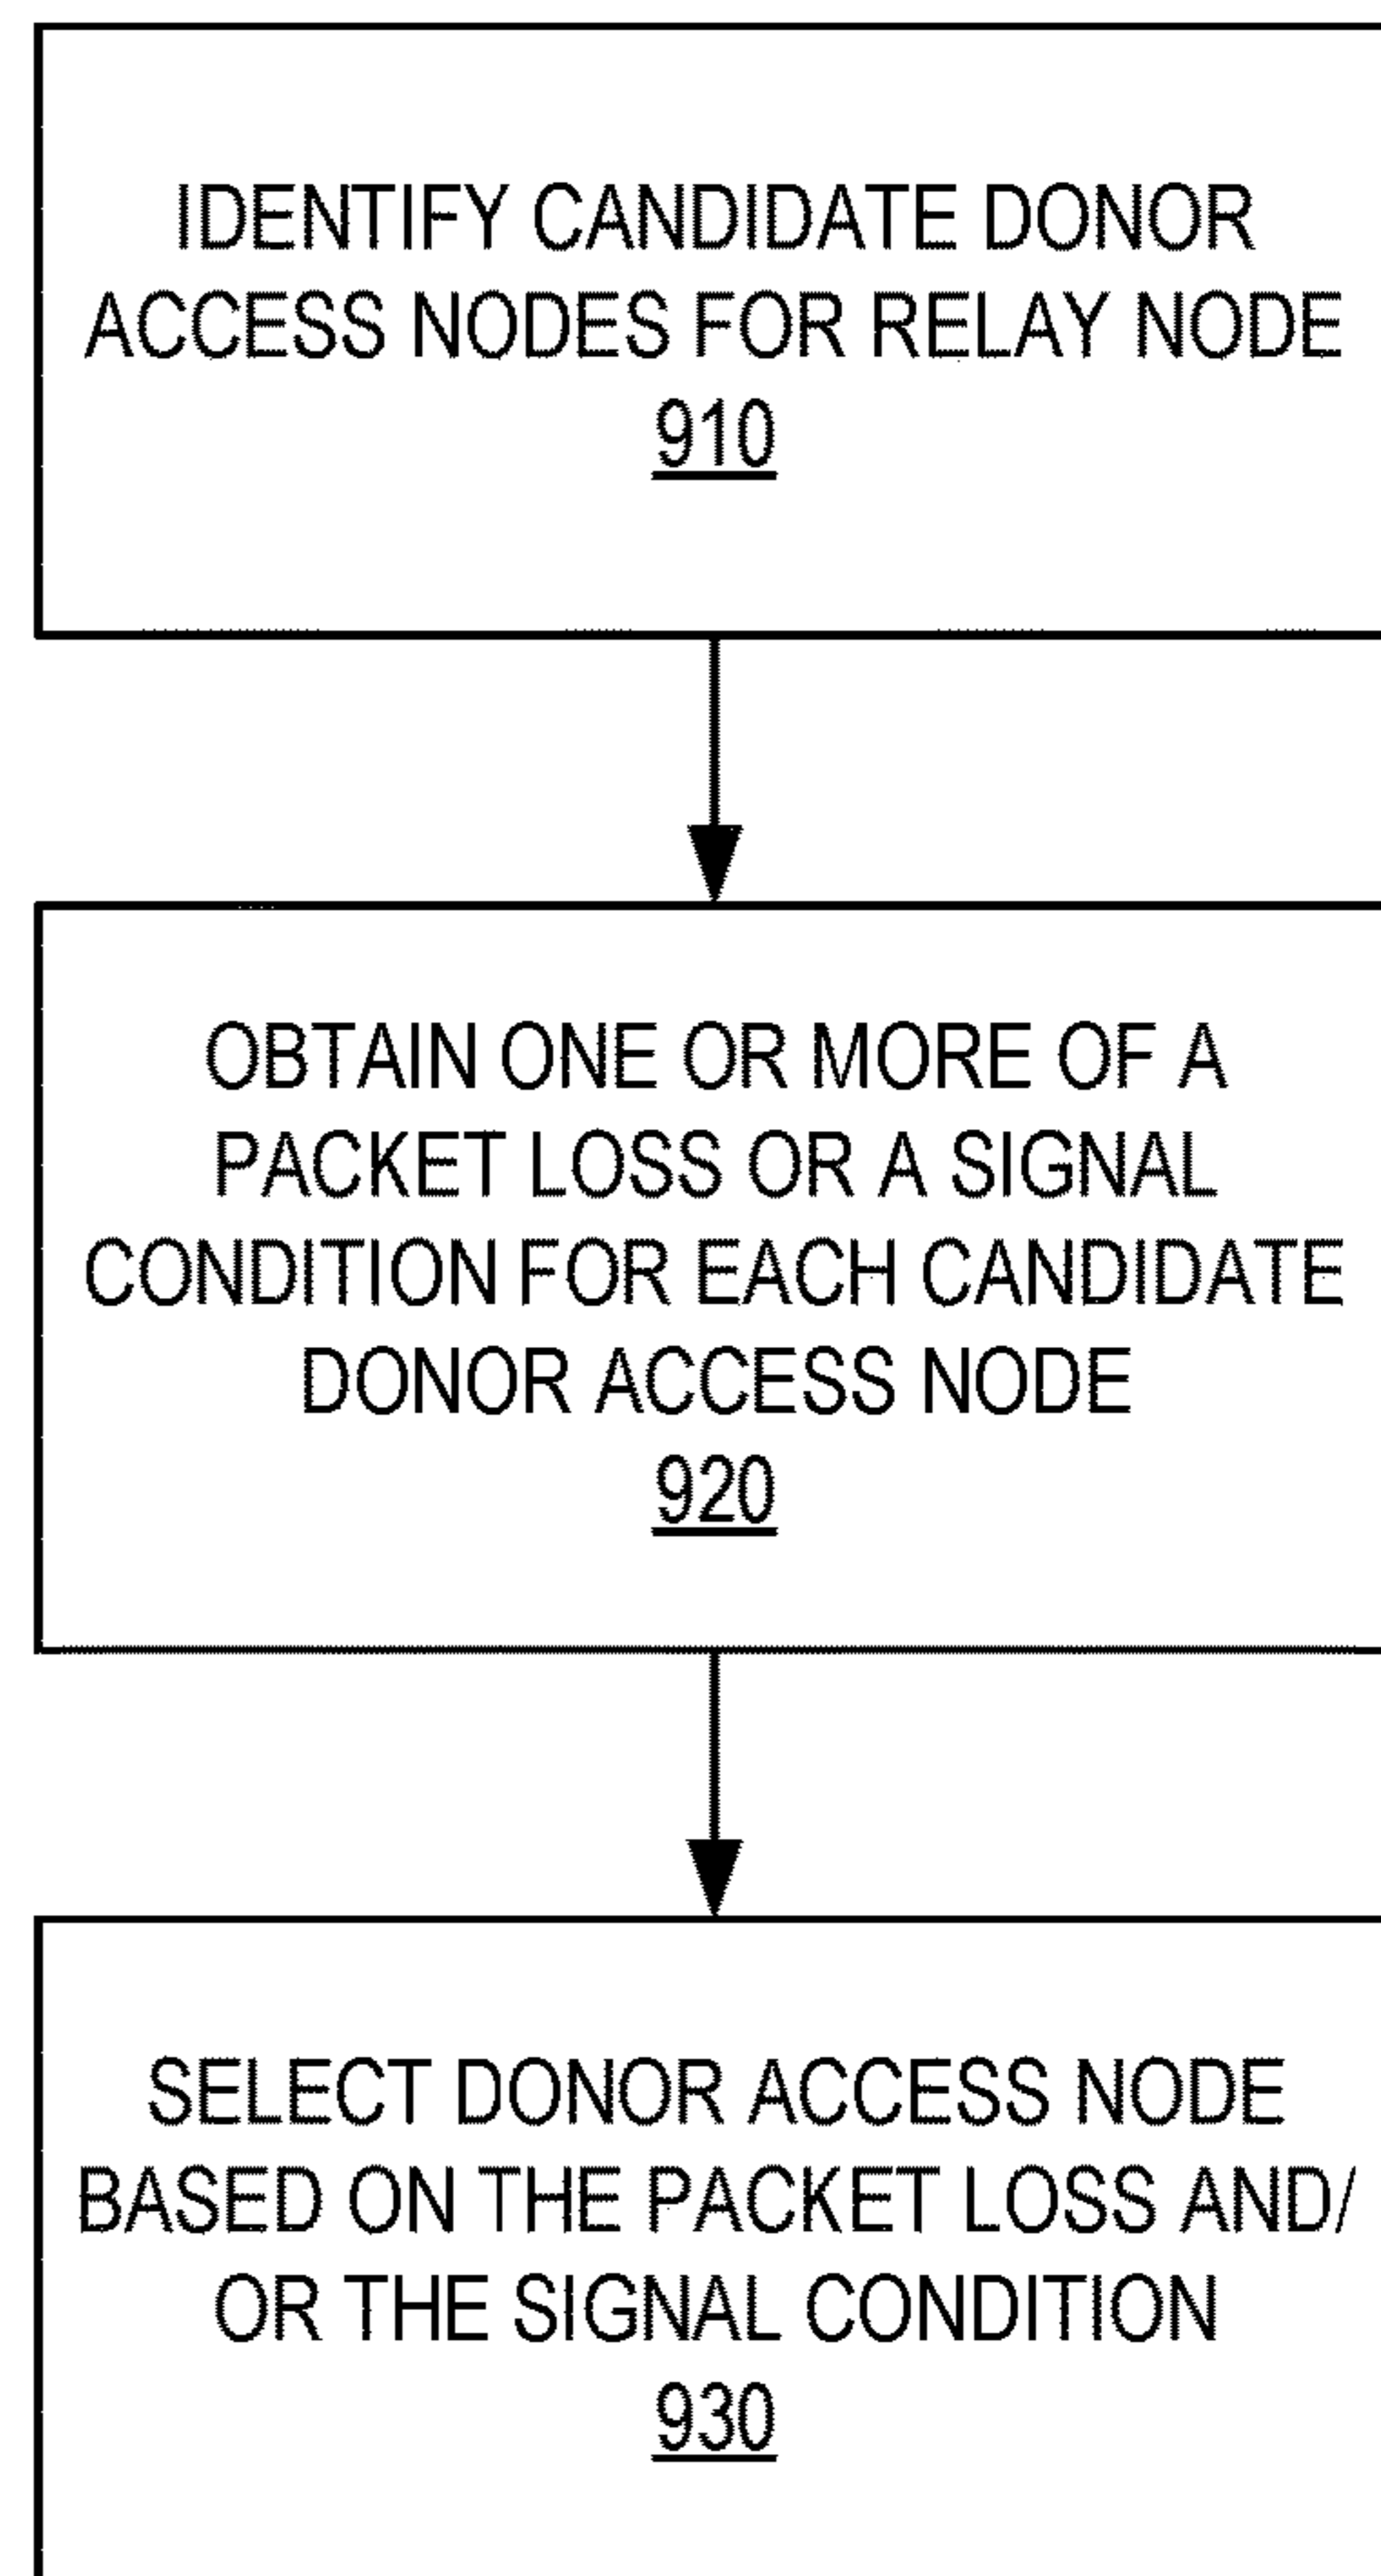 IDENTIFY CANDIDATE DONOR
ACCESS NODES FOR RELAY NODE
910
OBTAIN ONE OR MORE OF A
PACKET LOSS OR A SIGNAL
CONDITION FOR EACH CANDIDATE
DONOR ACCESS NODE
920
SELECT DONOR ACCESS NODE
BASED ON THE PACKET LOSS AND/
OR THE SIGNAL CONDITION
930